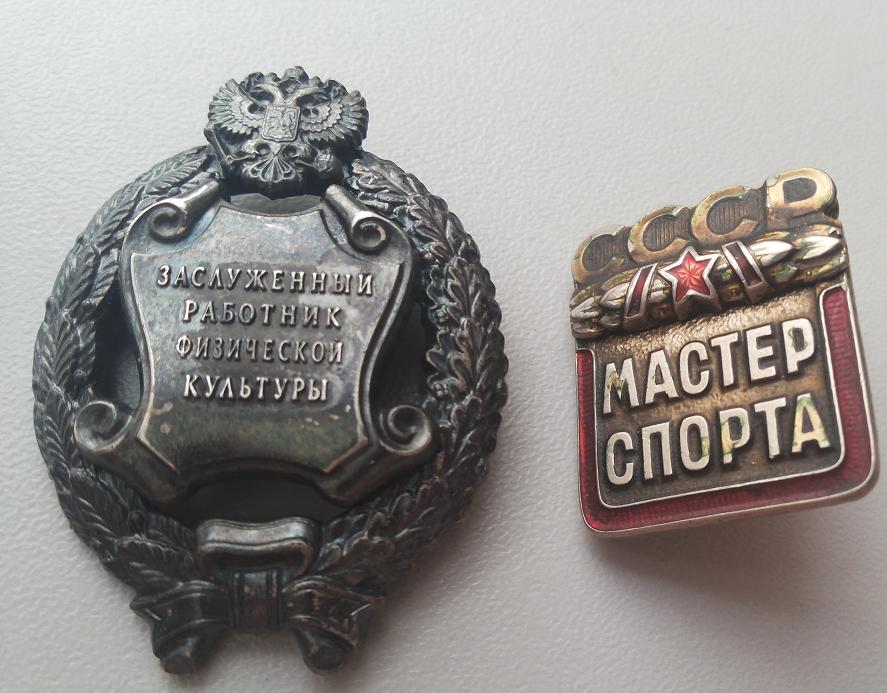 ЗАСЛУЖЕННЫЙ
РАБОТНИК
ФИЗИЧЕСКОЙ
КУЛЬТУРЫ
СССР
МАСТЕР
СПОРТА